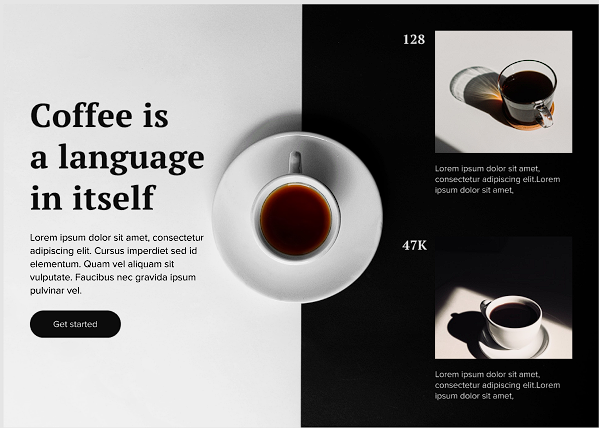 Coffee is
a language
in itself
Lorem ipsum dolor sit amet, consectetur
adipiscing elit. Cursus imperdiet sed id
elementum. Quam vel aliquam sit
vulputate. Faucibus nec gravida ipsum
pulvinar vel.
Get started
128
Lorem ipsum dolor sit amet,
consectetur adipiscing elit.Lorem
ipsum dolor sit amet,
47K
Lorem ipsum dolor sit amet,
consectetur adipiscing elit.Lorem
ipsum dolor sit amet,